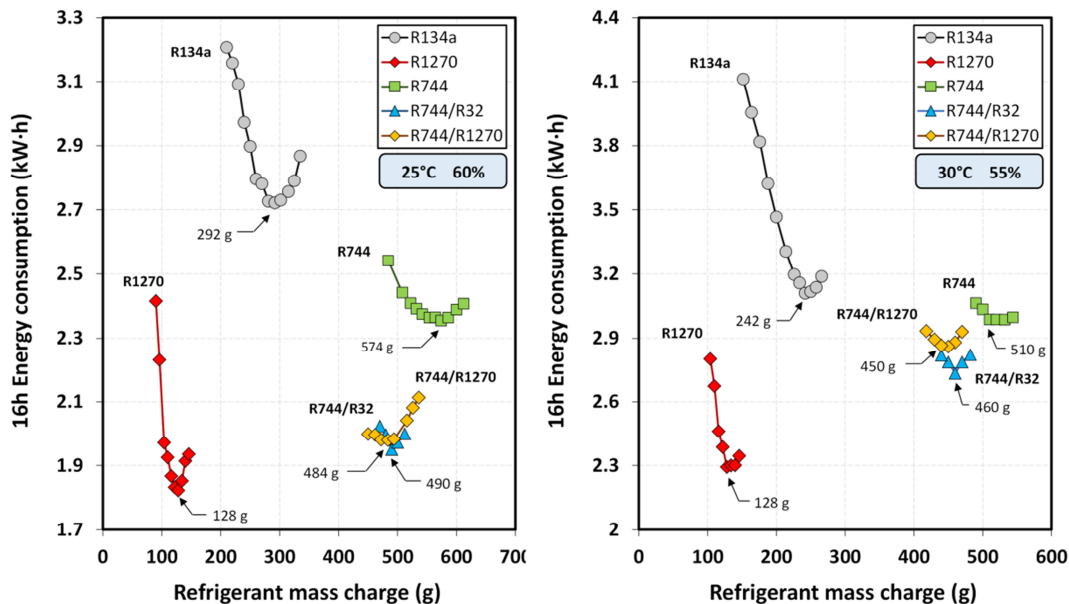 16h Energy consumption (kW·h)
3.3
3.1
2.9
2.7
2.5
2.3
2.1
1.9
1.7
R134a
R134a
R1270
R744
R744/R32
R744/R1270
25°C 60%
292 g
R744
R1270
574 g
R744/R1270
R744/R32
484 g
490 g
128 g
0 100 200 300 400 500 600 700
Refrigerant mass charge (g)
16h Energy consumption (kW·h)
4.4
4.1
3.8
3.5
3.2
2.9
2.6
2.3
2
R134a
R134a
R1270
R744
R744/R32
R744/R1270
30°C 55%
242 g
R744
R744/R1270
R1270
510 g
450 g
R744/R32
460 g
128 g
0 100 200 300 400 500 600
Refrigerant mass charge (g)